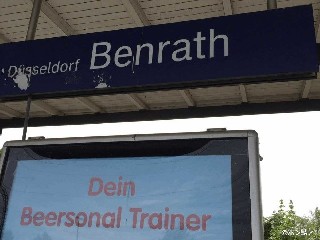 Düsseldorf Benrath
Dein
Beersonal Trainer